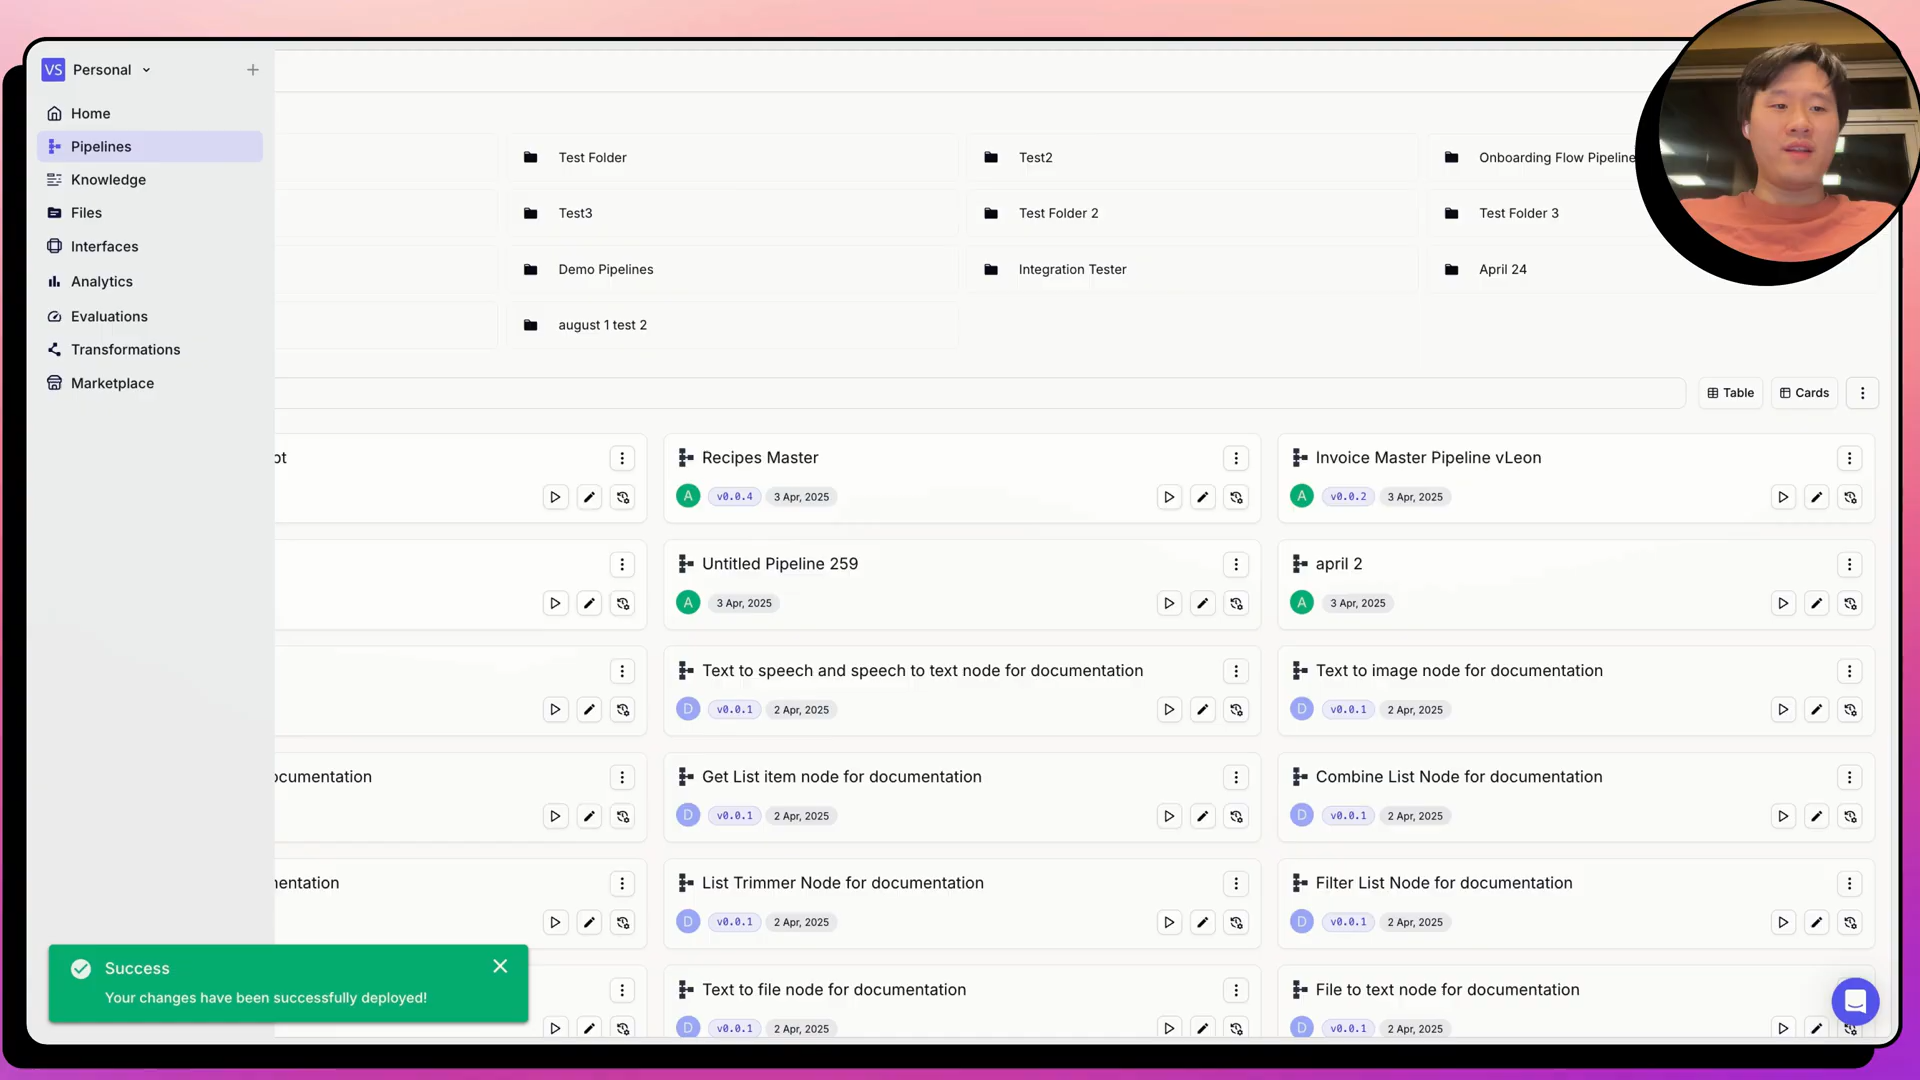 VS Personal
Home
Pipelines
Knowledge
Files
Interfaces
Analytics
Evaluations
Transformations
Marketplace
Test Folder
Test2
Onboarding Flow Pipeline
Test3
Test Folder 2
Test Folder 3
Demo Pipelines
Integration Tester
April 24
august 1 test 2
Table
Cards
ot
Recipes Master
A v0.0.4 3 Apr, 2025
Invoice Master Pipeline vLeon
A v0.0.2 3 Apr, 2025
Untitled Pipeline 259
A 3 Apr, 2025
april 2
A 3 Apr, 2025
Text to speech and speech to text node for documentation
D v0.0.1 2 Apr, 2025
Text to image node for documentation
D v0.0.1 2 Apr, 2025
ocumentation
Get List item node for documentation
D v0.0.1 2 Apr, 2025
Combine List Node for documentation
D v0.0.1 2 Apr, 2025
nentation
List Trimmer Node for documentation
D v0.0.1 2 Apr, 2025
Filter List Node for documentation
D v0.0.1 2 Apr, 2025
Text to file node for documentation
D v0.0.1 2 Apr, 2025
File to text node for documentation
D v0.0.1 2 Apr, 2025
Success
Your changes have been successfully deployed!